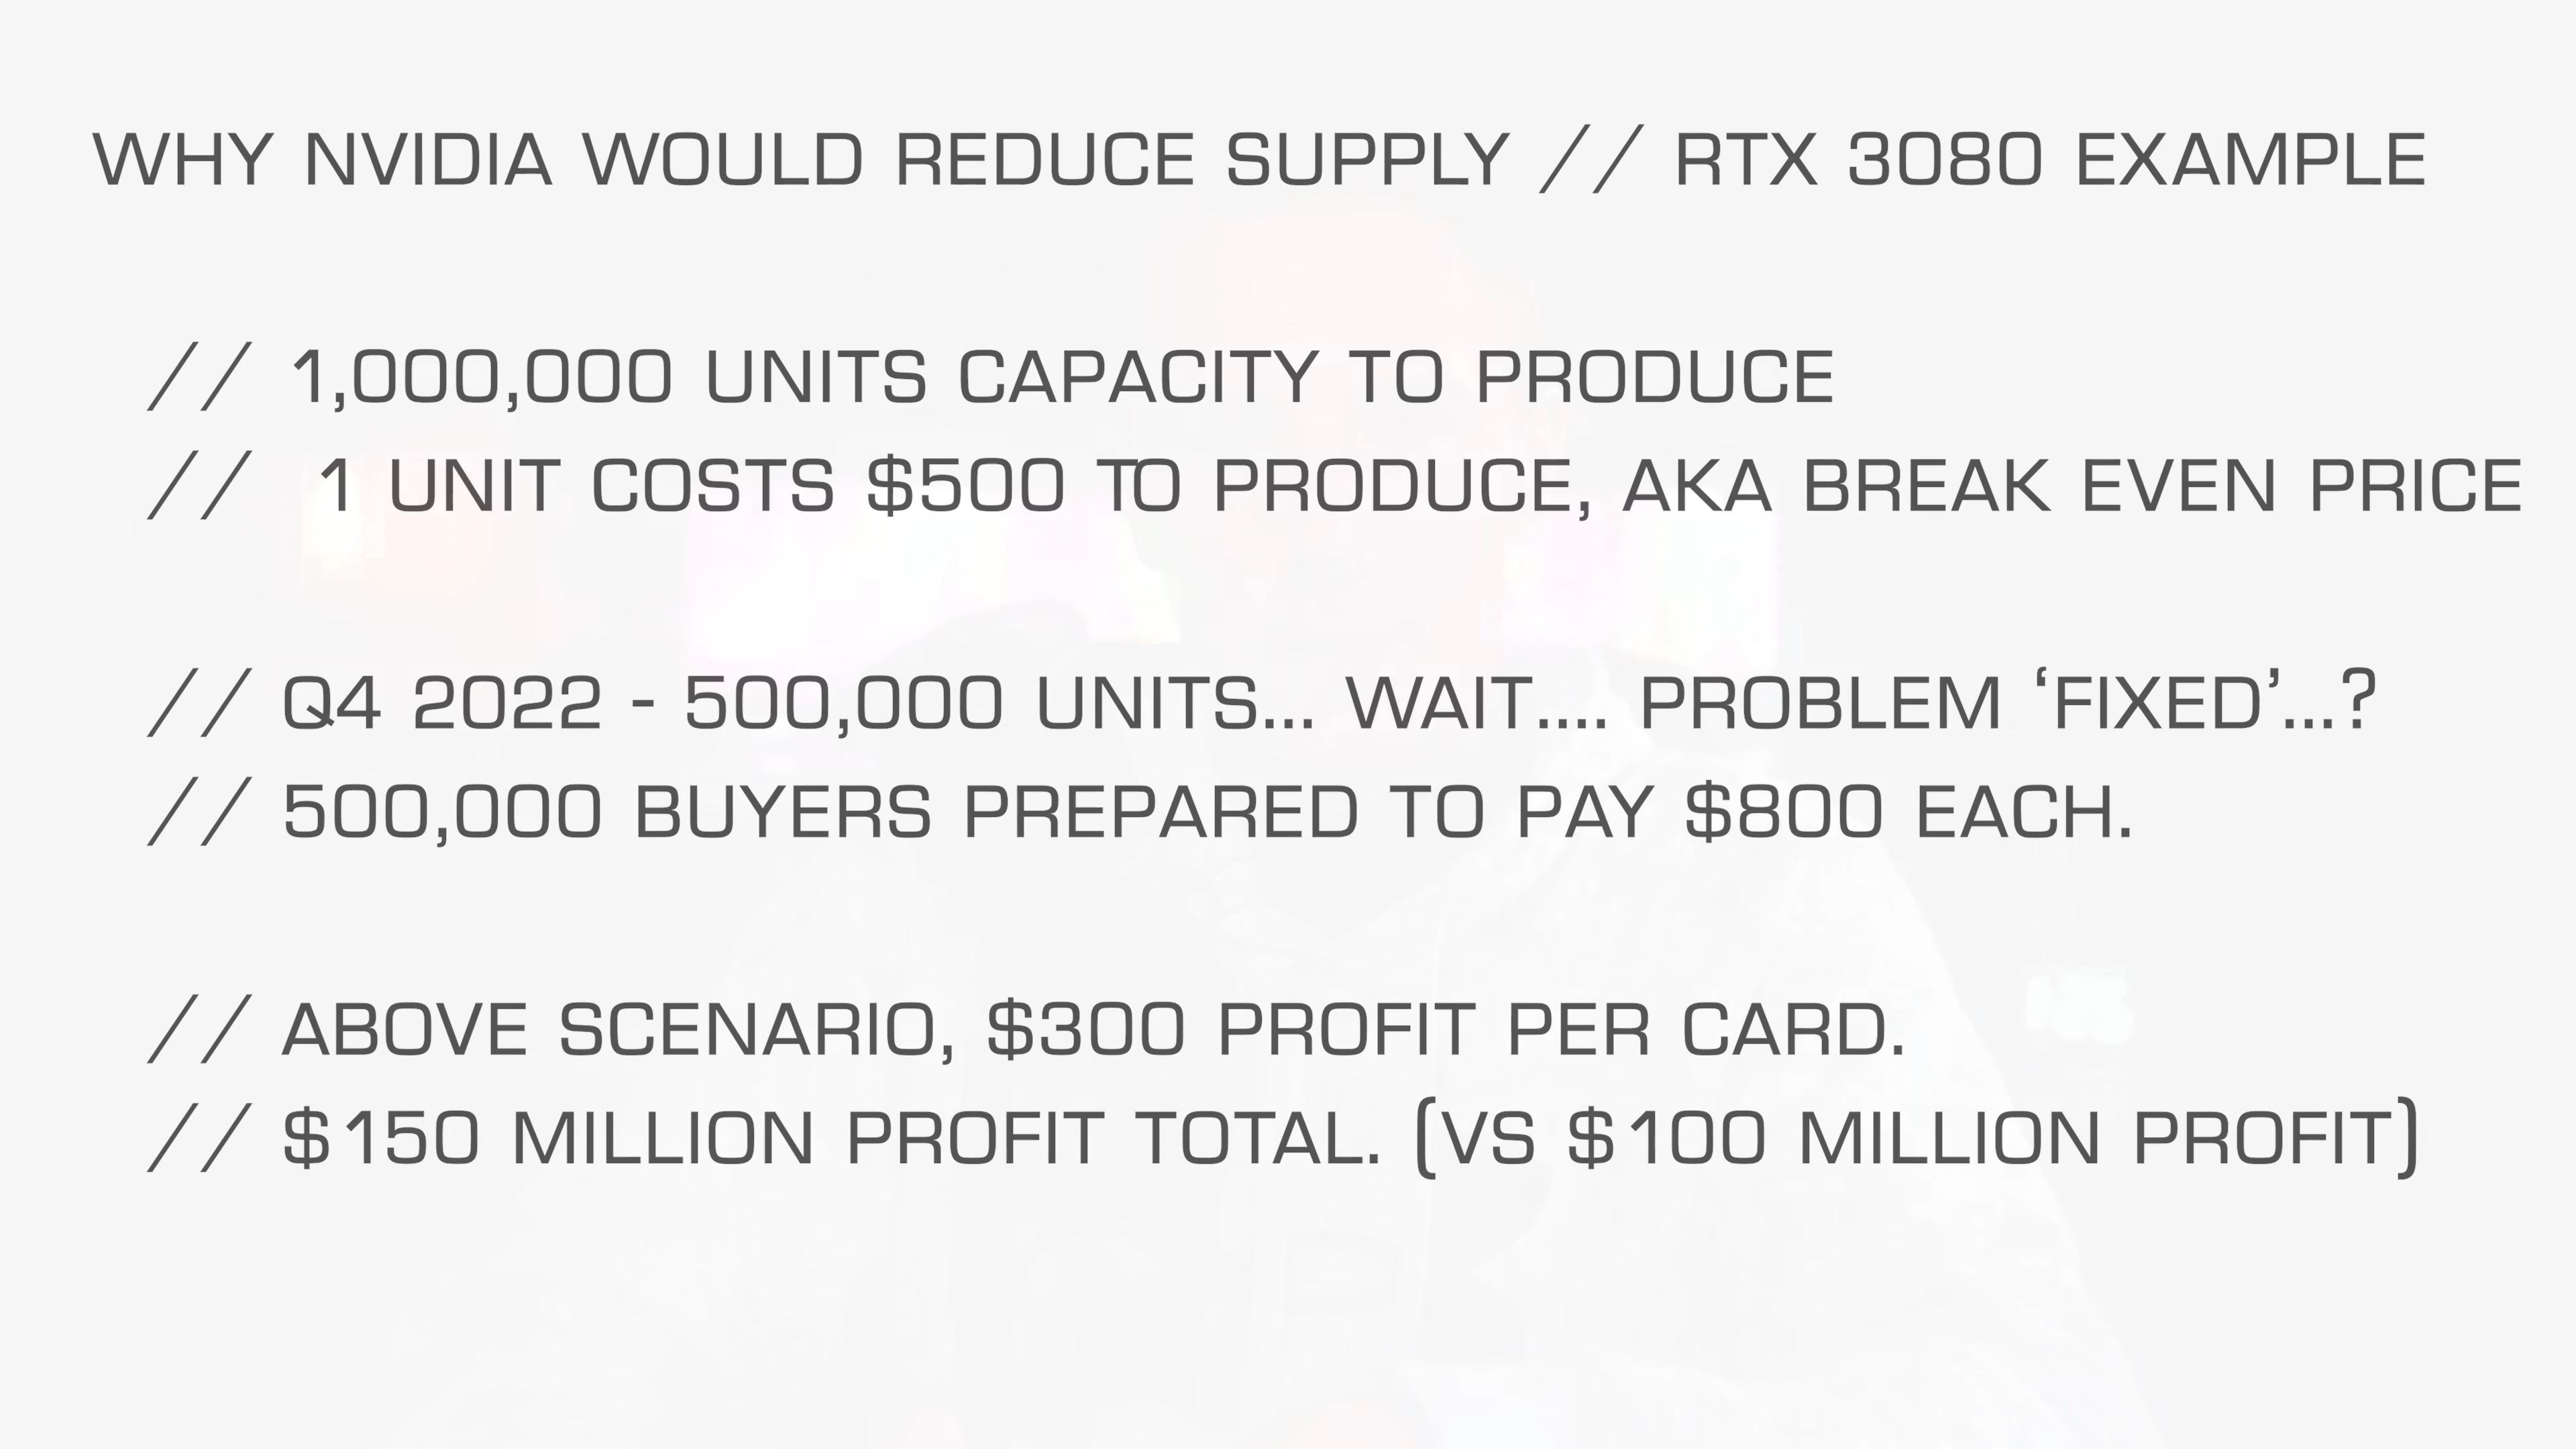 WHY NVIDIA WOULD REDUCE SUPPLY // RTX 3080 EXAMPLE
// 1,000,000 UNITS CAPACITY TO PRODUCE
// 1 UNIT COSTS $500 TO PRODUCE, AKA BREAK EVEN PRICE
// Q4 2022 - 500,000 UNITS... WAIT.... PROBLEM ‘FIXED’...?
// 500,000 BUYERS PREPARED TO PAY $800 EACH.
// ABOVE SCENARIO, $300 PROFIT PER CARD.
// $150 MILLION PROFIT TOTAL. (VS $100 MILLION PROFIT)